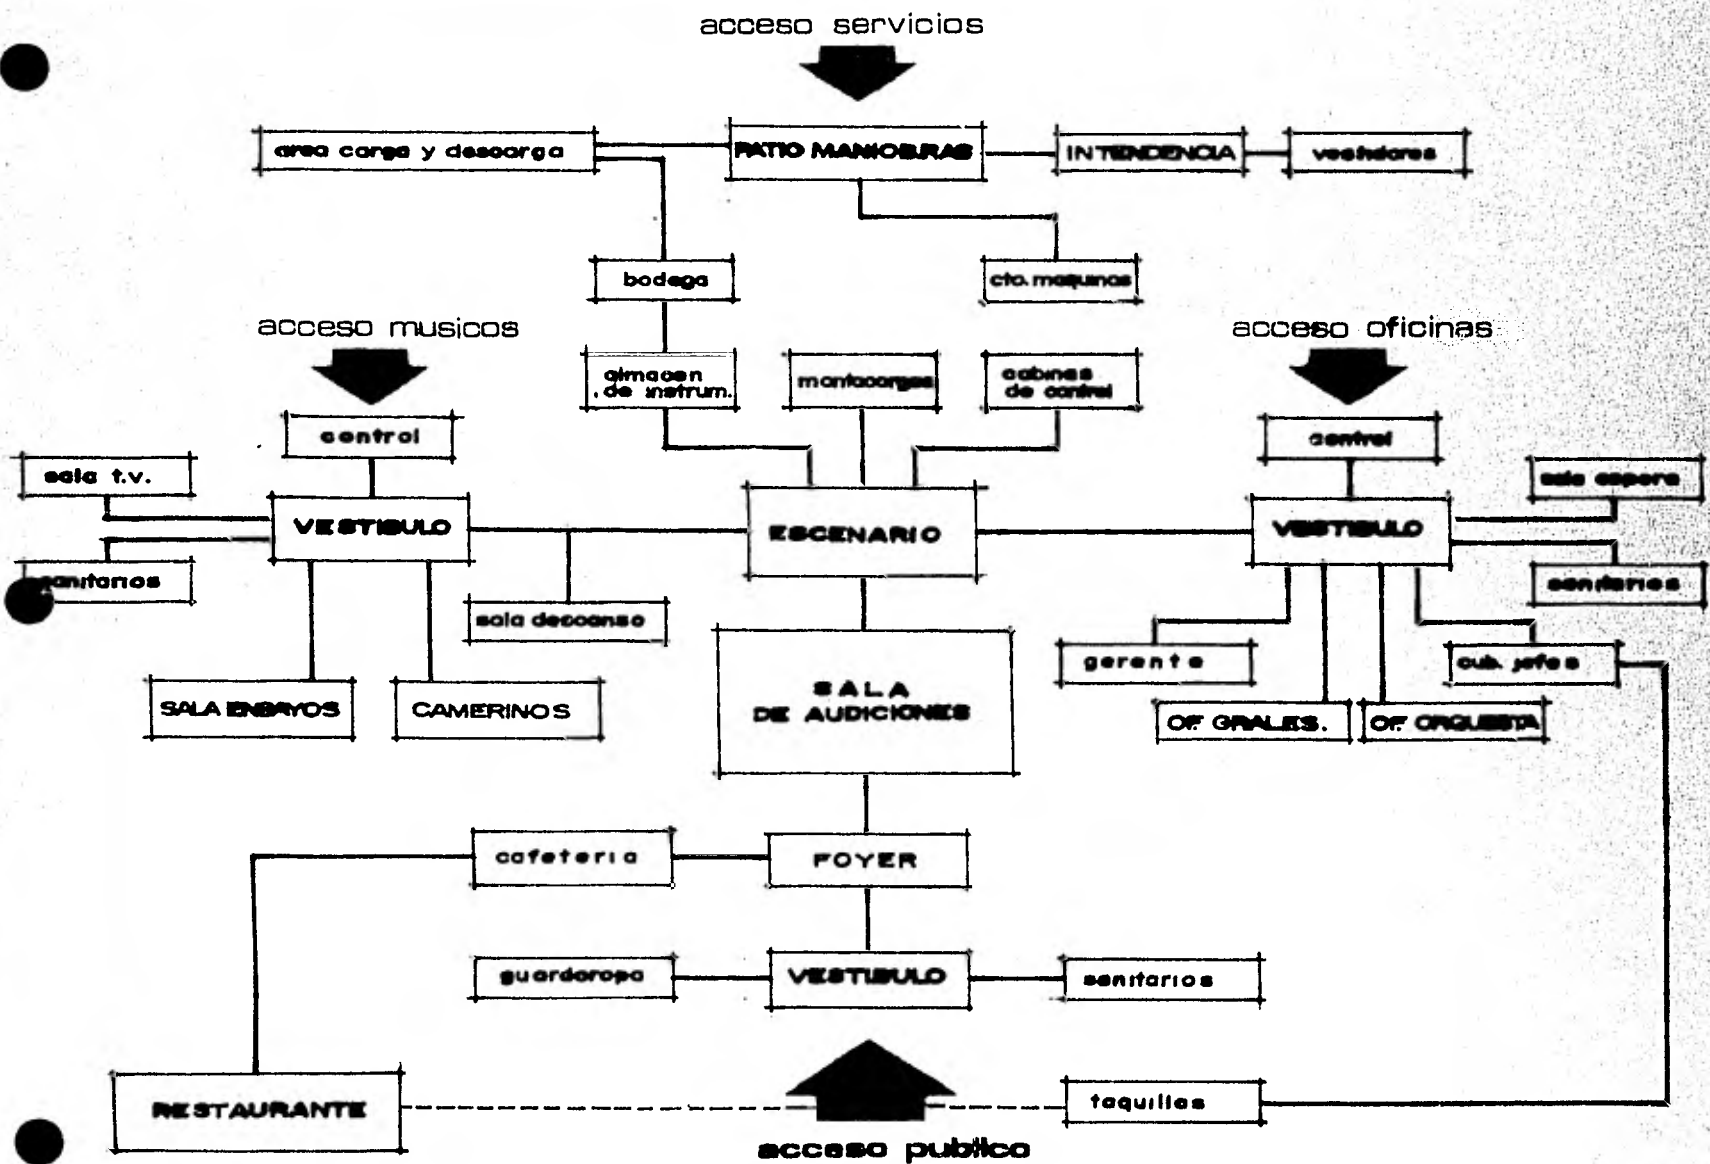 acceso servicios
area carga y descarga
PATIO MANIOBRAS
INTENDENCIA
vestidores
bodega
cto. maquinas
acceso musicos
acceso oficinas
almacen
de instrum.
montacargas
cabinas
de control
control
control
sala t.v.
sala espera
VESTIBULO
ESCENARIO
VESTIBULO
sanitarios
sala descanso
sanitarios
gerente
cub. jefes
SALA ENSAYOS
CAMERINOS
SALA
DE AUDICIONES
OF. GRALES.
OF. ORQUESTA
cafeteria
FOYER
guardaropa
VESTIBULO
sanitarios
RESTAURANTE
taquillas
acceso publico